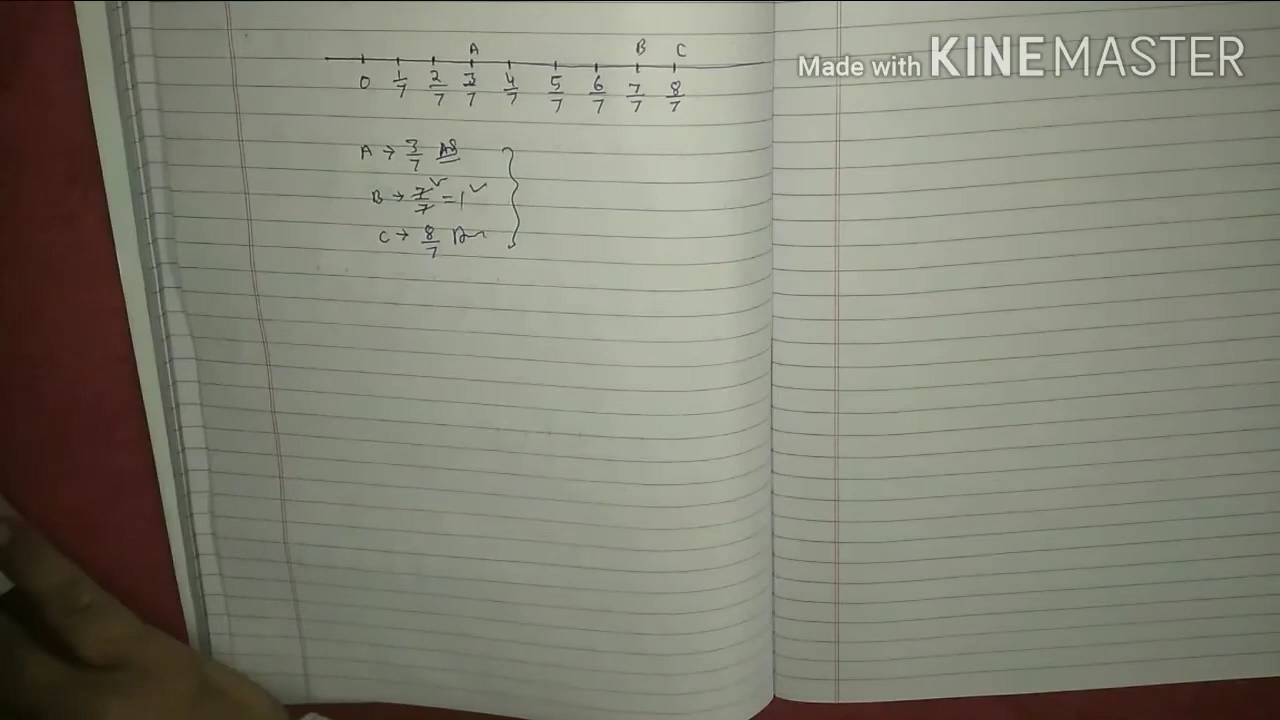 Made with KINEMASTER
A B C
0 1/7 2/7 3/7 4/7 5/7 6/7 7/7 8/7
A → 3/7 AS
B → 7/7 = 1
C → 8/7